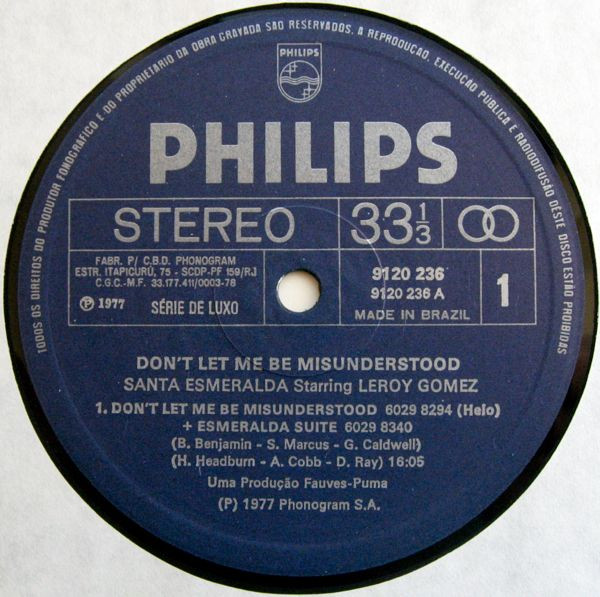 TODOS OS DIREITOS DO PRODUTOR FONOGRÁFICO E DO PROPRIETÁRIO DA OBRA GRAVADA SÃO RESERVADOS. A REPRODUÇÃO, EXECUÇÃO PÚBLICA E RADIODIFUSÃO DÊSTE DISCO ESTÃO PROIBIDAS
PHILIPS
PHILIPS
STEREO 33 1/3
FABR. P/ C.B.D. PHONOGRAM
ESTR. ITAPICURÚ, 75 - SCDP-PF 159/RJ
C.G.C.-M.F. 33.177.411/0003-78
℗ 1977 SÉRIE DE LUXO
9120 236
9120 236 A
MADE IN BRAZIL
1
DON'T LET ME BE MISUNDERSTOOD
SANTA ESMERALDA Starring LEROY GOMEZ
1. DON'T LET ME BE MISUNDERSTOOD 6029 8294 (Helo)
+ ESMERALDA SUITE 6029 8340
(B. Benjamin - S. Marcus - G. Caldwell)
(H. Headburn - A. Cobb - D. Ray) 16:05
Uma Produção Fauves-Puma
(P) 1977 Phonogram S.A.